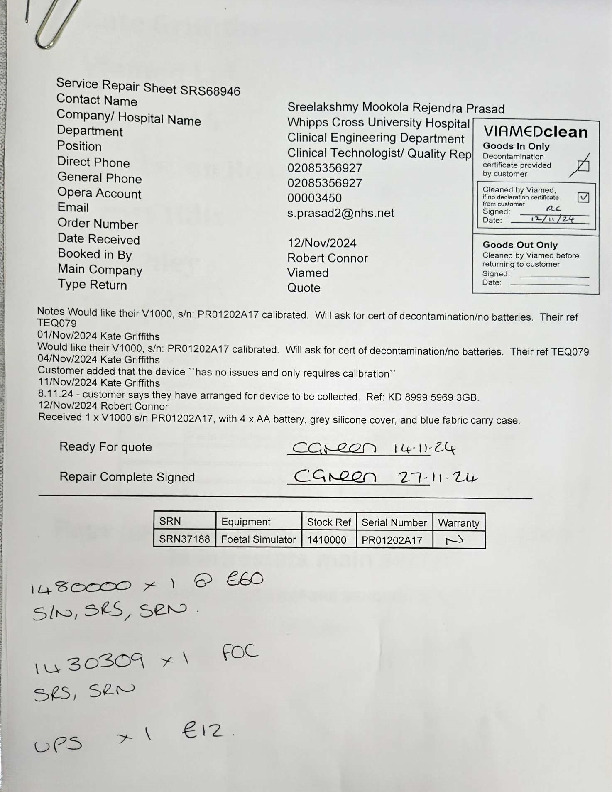 Service Repair Sheet SRS68946
Contact Name Sreelakshmy Mookola Rejendra Prasad
Company/ Hospital Name Whipps Cross University Hospital
Department Clinical Engineering Department
Position Clinical Technologist/ Quality Rep
Direct Phone 02085356927
General Phone 02085356927
Opera Account 00003450
Email s.prasad2@nhs.net
Order Number
Date Received 12/Nov/2024
Booked in By Robert Connor
Main Company Viamed
Type Return Quote
VIAMEDclean
Goods In Only
Decontamination
certificate provided
by customer
Cleaned by Viamed,
if no declaration certificate
from customer
Signed: RC
Date: 12/11/24
Goods Out Only
Cleaned by Viamed before
returning to customer
Signed
Date:
Notes Would like their V1000, s/n: PR01202A17 calibrated. Will ask for cert of decontamination/no batteries. Their ref
TEQ079
01/Nov/2024 Kate Griffiths
Would like their V1000, s/n: PR01202A17 calibrated. Will ask for cert of decontamination/no batteries. Their ref TEQ079
04/Nov/2024 Kate Griffiths
Customer added that the device ``has no issues and only requires calibration``
11/Nov/2024 Kate Griffiths
8.11.24 - customer says they have arranged for device to be collected. Ref: KD 8999 5969 3GB.
12/Nov/2024 Robert Connor
Received 1 x V1000 s/n PR01202A17, with 4 x AA battery, grey silicone cover, and blue fabric carry case.
Ready For quote CGreen 14.11.24
Repair Complete Signed CGreen 27.11.24
SRN Equipment Stock Ref Serial Number Warranty
SRN37188 Foetal Simulator 1410000 PR01202A17 N
1480000 x 1 @ £60
S/N, SRS, SRN.
1430309 x 1 FOC
SRS, SRN
UPS x 1 £12.